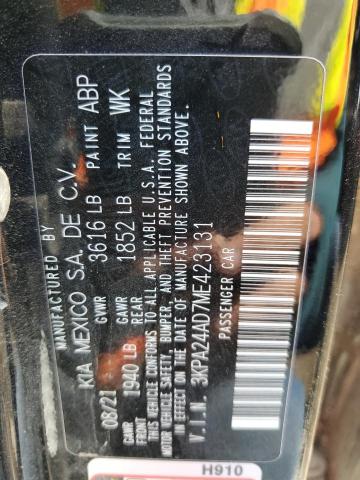 MANUFACTURED BY
KIA MEXICO S.A. DE C.V.
08/21 GVWR 3616 LB PAINT ABP
GAWR FRONT 1940 LB GAWR REAR 1852 LB TRIM WK
THIS VEHICLE CONFORMS TO ALL APPLICABLE U.S.A. FEDERAL
MOTOR VEHICLE SAFETY, BUMPER, AND THEFT PREVENTION STANDARDS
IN EFFECT ON THE DATE OF MANUFACTURE SHOWN ABOVE.
V.I.N. 3KPA24AD7ME423131
PASSENGER CAR
H910